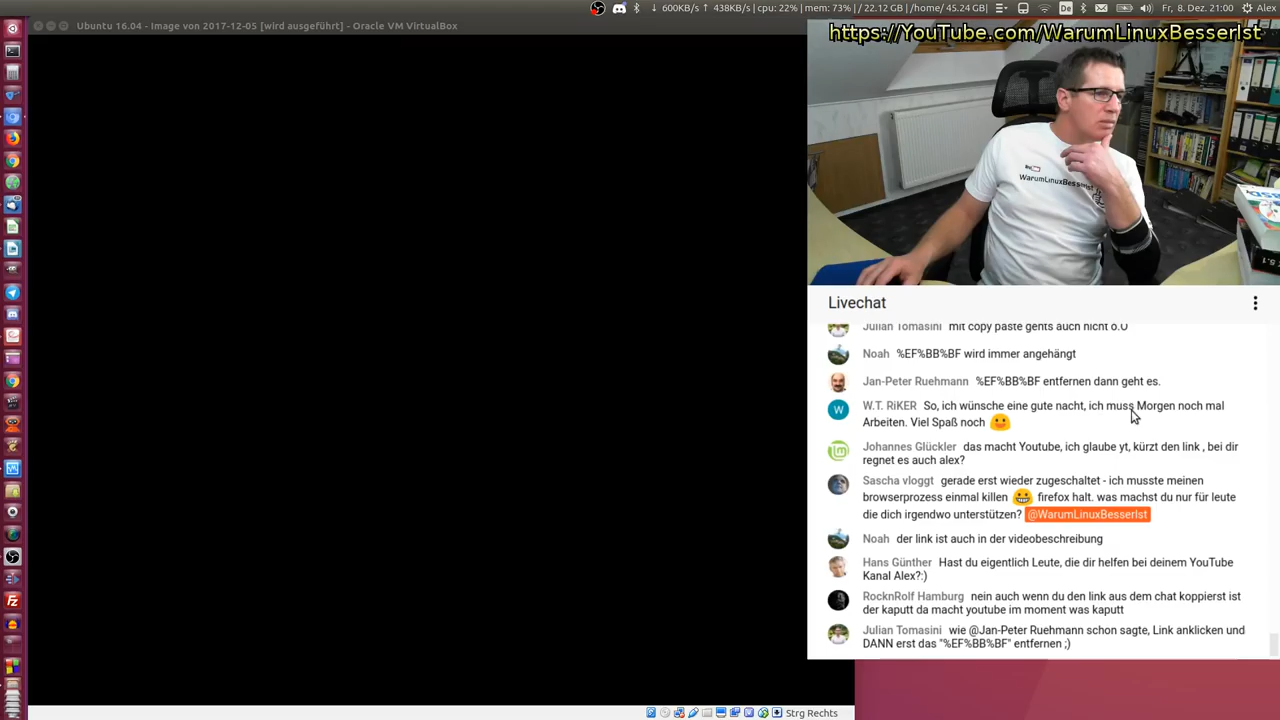 Ubuntu 16.04 - Image von 2017-12-05 [wird ausgeführt] - Oracle VM VirtualBox
600KB/s 438KB/s | cpu: 22% | mem: 73% // 22.12 GB | /home/ 45.24 GB | De Fr, 8. Dez. 21:00 Alex
https://YouTube.com/WarumLinuxBesserIst
WarumLinuxBesserIst
5.1
Livechat
Julian Tomasini mit copy paste gehts auch nicht o.O
Noah %EF%BB%BF wird immer angehängt
Jan-Peter Ruehmann %EF%BB%BF entfernen dann geht es.
W.T. RiKER So, ich wünsche eine gute nacht, ich muss Morgen noch mal
Arbeiten. Viel Spaß noch
Johannes Glückler das macht Youtube, ich glaube yt, kürzt den link , bei dir
regnet es auch alex?
Sascha vloggt gerade erst wieder zugeschaltet - ich musste meinen
browserprozess einmal killen firefox halt. was machst du nur für leute
die dich irgendwo unterstützen? @WarumLinuxBesserIst
Noah der link ist auch in der videobeschreibung
Hans Günther Hast du eigentlich Leute, die dir helfen bei deinem YouTube
Kanal Alex?:)
RocknRolf Hamburg nein auch wenn du den link aus dem chat koppierst ist
der kaputt da macht youtube im moment was kaputt
Julian Tomasini wie @Jan-Peter Ruehmann schon sagte, Link anklicken und
DANN erst das "%EF%BB%BF" entfernen ;)
Strg Rechts